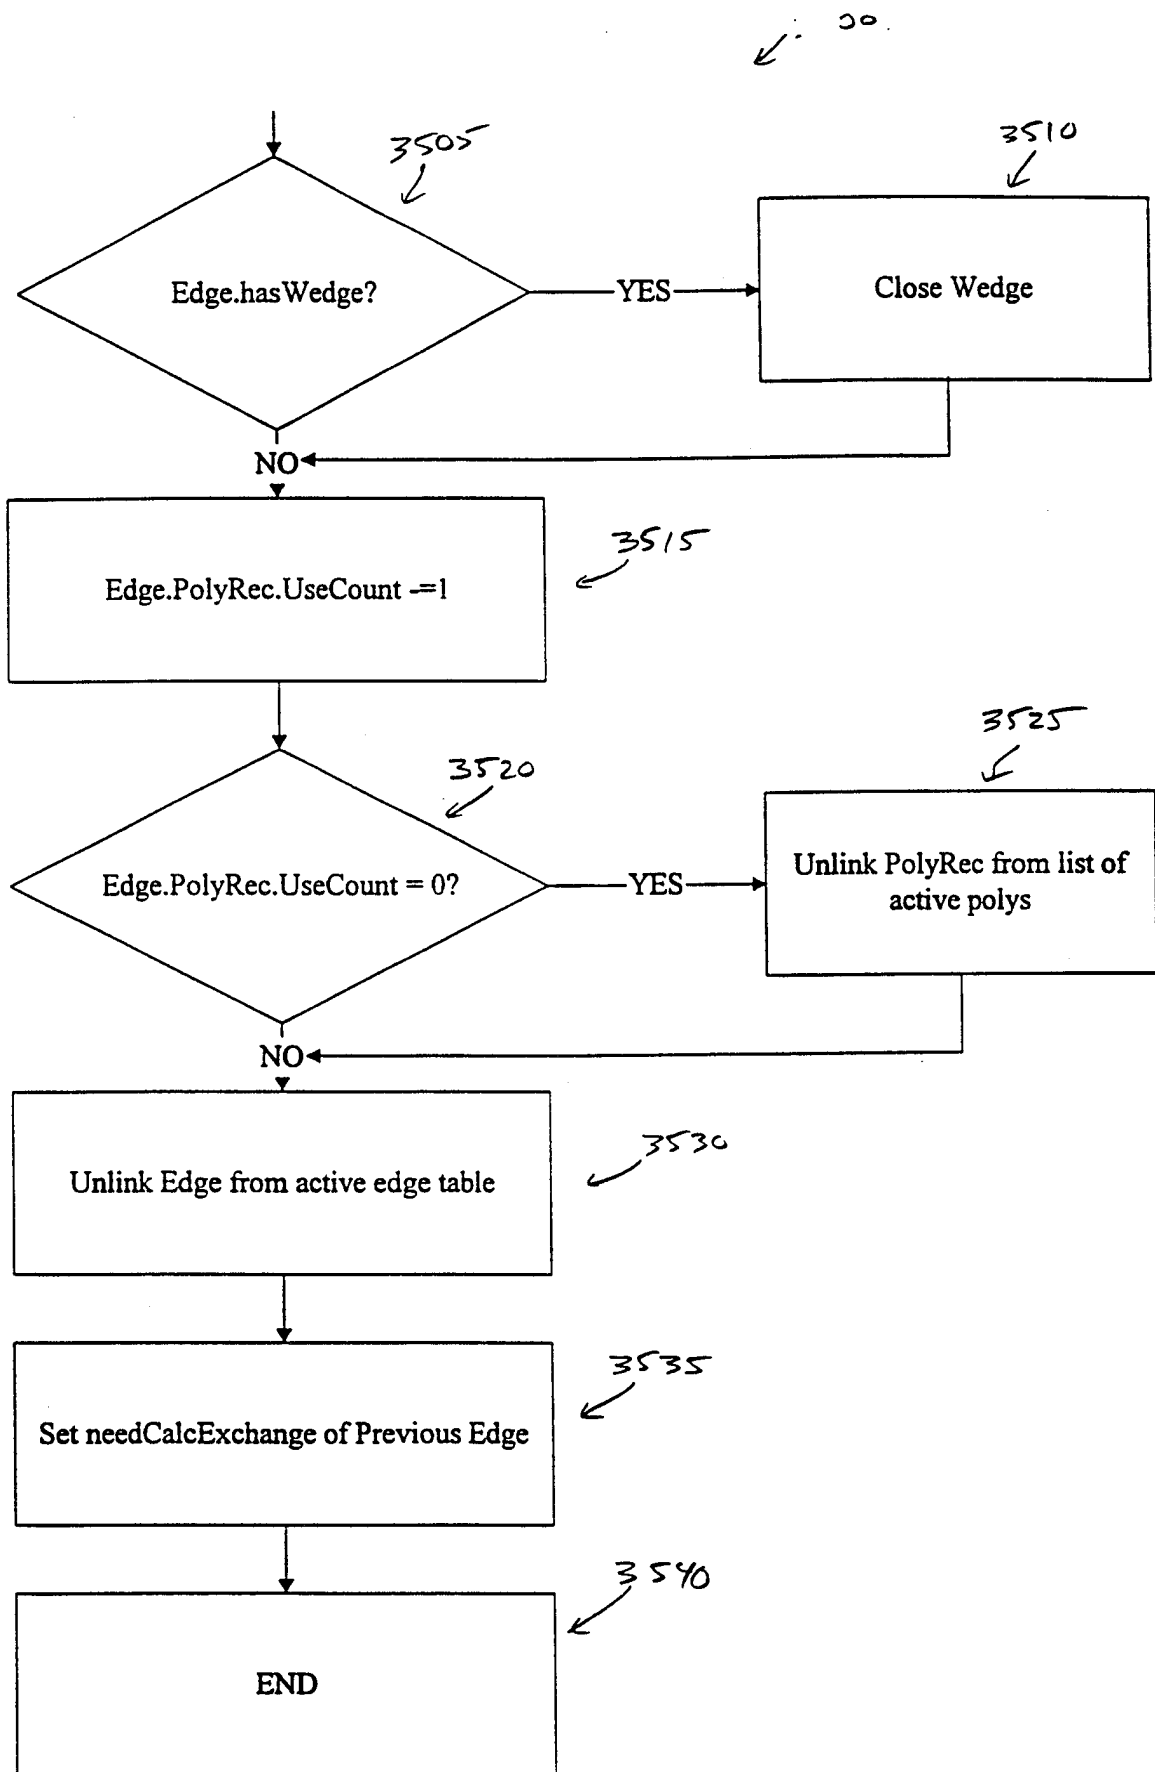 3505
3510
Edge.hasWedge?
YES
Close Wedge
NO
3515
Edge.PolyRec.UseCount -=1
3525
3520
Edge.PolyRec.UseCount = 0?
YES
Unlink PolyRec from list of
active polys
NO
3530
Unlink Edge from active edge table
3535
Set needCalcExchange of Previous Edge
3540
END